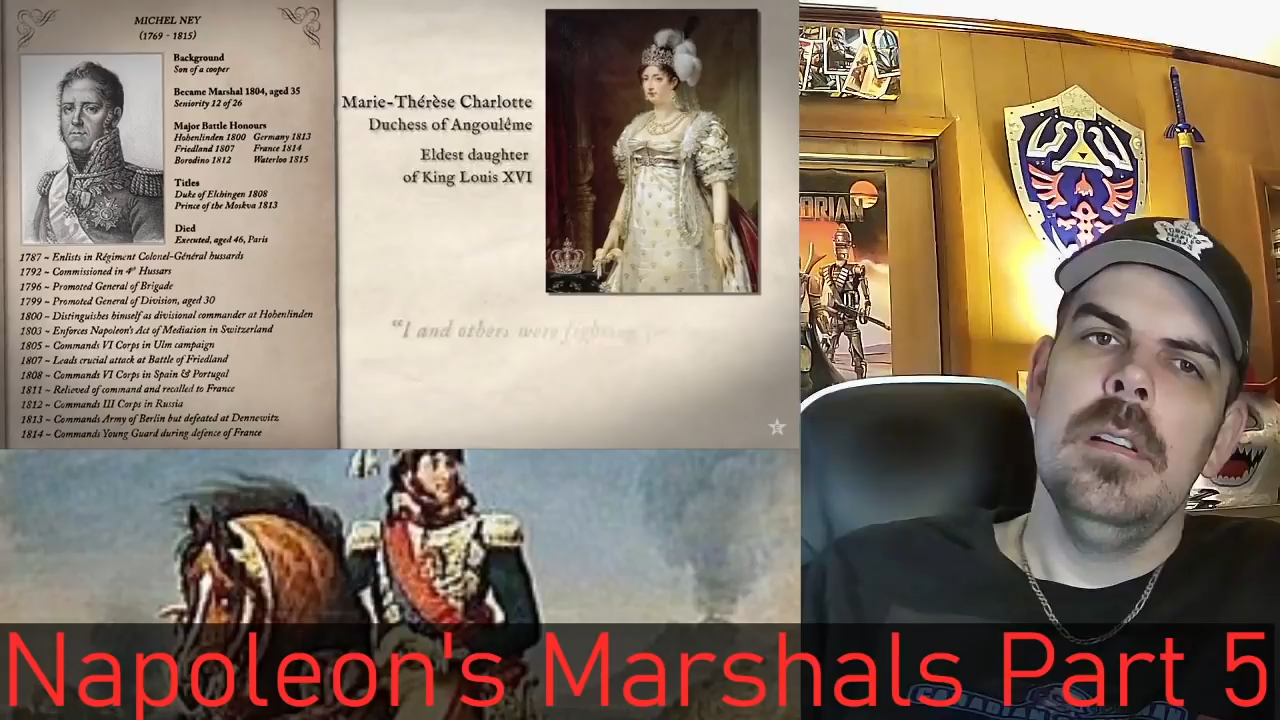 MICHEL NEY
(1769 - 1815)
Background
Son of a cooper
Became Marshal 1804, aged 35
Seniority 12 of 26
Major Battle Honours
Hohenlinden 1800 Germany 1813
Friedland 1807 France 1814
Borodino 1812 Waterloo 1815
Titles
Duke of Elchingen 1808
Prince of the Moskva 1813
Died
Executed, aged 46, Paris
1787 ~ Enlists in Régiment Colonel-Général hussards
1792 ~ Commissioned in 4e Hussars
1796 ~ Promoted General of Brigade
1799 ~ Promoted General of Division, aged 30
1800 ~ Distinguishes himself as divisional commander at Hohenlinden
1803 ~ Enforces Napoleon's Act of Mediation in Switzerland
1805 ~ Commands VI Corps in Ulm campaign
1807 ~ Leads crucial attack at Battle of Friedland
1808 ~ Commands VI Corps in Spain & Portugal
1811 ~ Relieved of command and recalled to France
1812 ~ Commands III Corps in Russia
1813 ~ Commands Army of Berlin but defeated at Dennewitz
1814 ~ Commands Young Guard during defence of France
Marie-Thérèse Charlotte
Duchess of Angoulême
Eldest daughter
of King Louis XVI
"I and others were fighting
ORIAN
TORONTO
LEAFS
Napoleon's Marshals Part 5